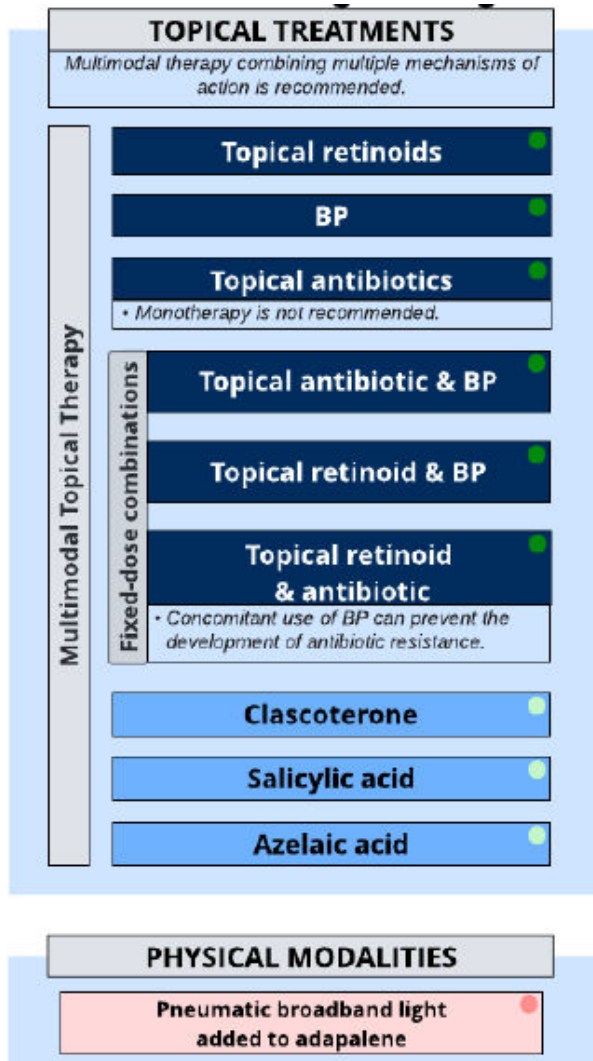 TOPICAL TREATMENTS
Multimodal therapy combining multiple mechanisms of
action is recommended.
Multimodal Topical Therapy
Topical retinoids
BP
Topical antibiotics
• Monotherapy is not recommended.
Fixed-dose combinations
Topical antibiotic & BP
Topical retinoid & BP
Topical retinoid
& antibiotic
• Concomitant use of BP can prevent the
development of antibiotic resistance.
Clascoterone
Salicylic acid
Azelaic acid
PHYSICAL MODALITIES
Pneumatic broadband light
added to adapalene